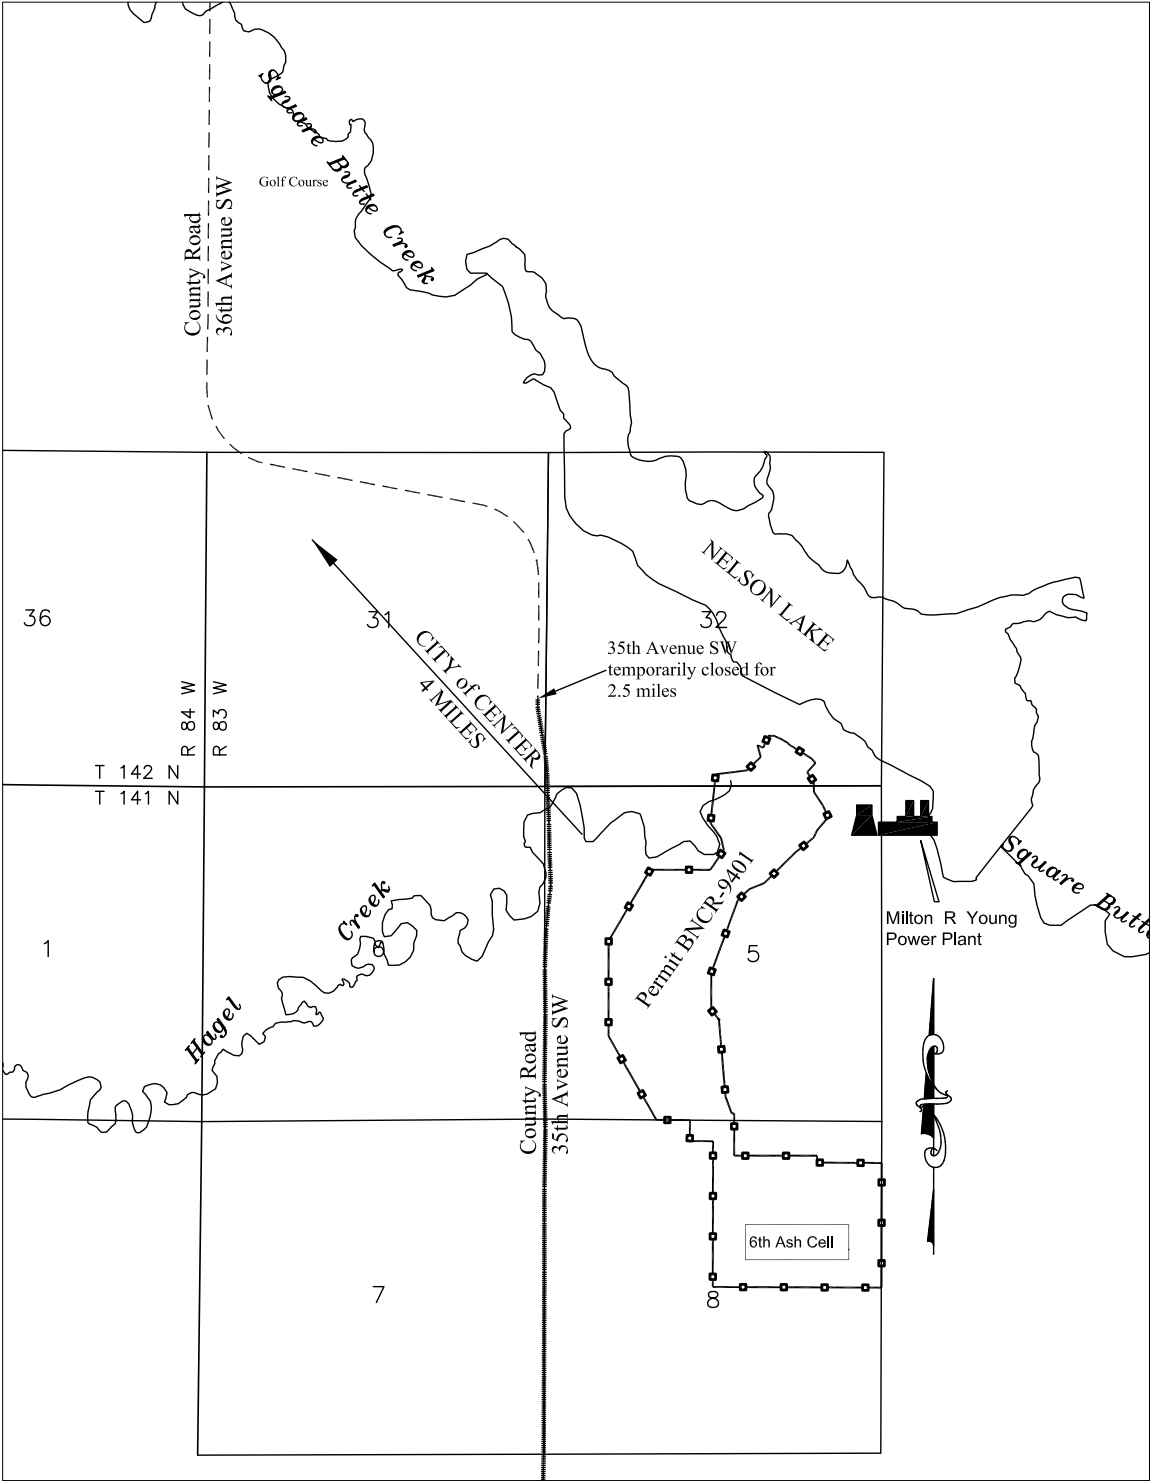 Square Butte Creek
Golf Course
County Road
36th Avenue SW
NELSON LAKE
36
31
32
CITY of CENTER
4 MILES
35th Avenue SW
temporarily closed for
2.5 miles
R 84 W
R 83 W
T 142 N
T 141 N
Square Butte
Milton R Young
Power Plant
Permit BNCR-9401
1
Hagel Creek
6
5
County Road
35th Avenue SW
6th Ash Cell
7
8